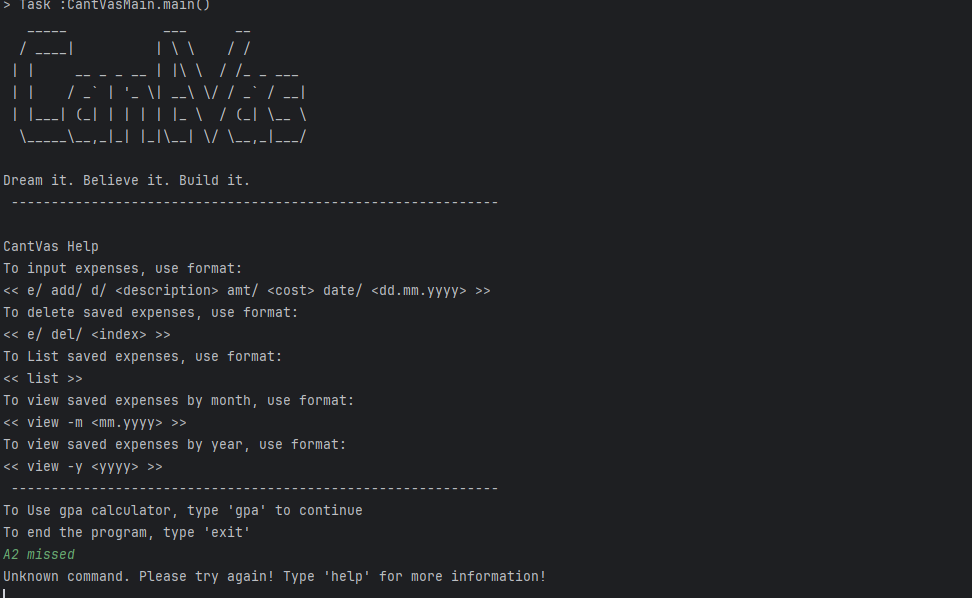 > Task :CantVasMain.main()
  _____            ___      __
 / ____|          | \ \    / /
| |     __ _ _ __ | |\ \  / /_ _ ___
| |    / _` | '_ \| __\ \/ / _` / __|
| |___| (_| | | | | |_ \  / (_| \__ \
 \_____\__,_|_| |_|\__| \/ \__,_|___/
Dream it. Believe it. Build it.
-------------------------------------------------------------
CantVas Help
To input expenses, use format:
<< e/ add/ d/ <description> amt/ <cost> date/ <dd.mm.yyyy> >>
To delete saved expenses, use format:
<< e/ del/ <index> >>
To List saved expenses, use format:
<< list >>
To view saved expenses by month, use format:
<< view -m <mm.yyyy> >>
To view saved expenses by year, use format:
<< view -y <yyyy> >>
-------------------------------------------------------------
To Use gpa calculator, type 'gpa' to continue
To end the program, type 'exit'
A2 missed
Unknown command. Please try again! Type 'help' for more information!